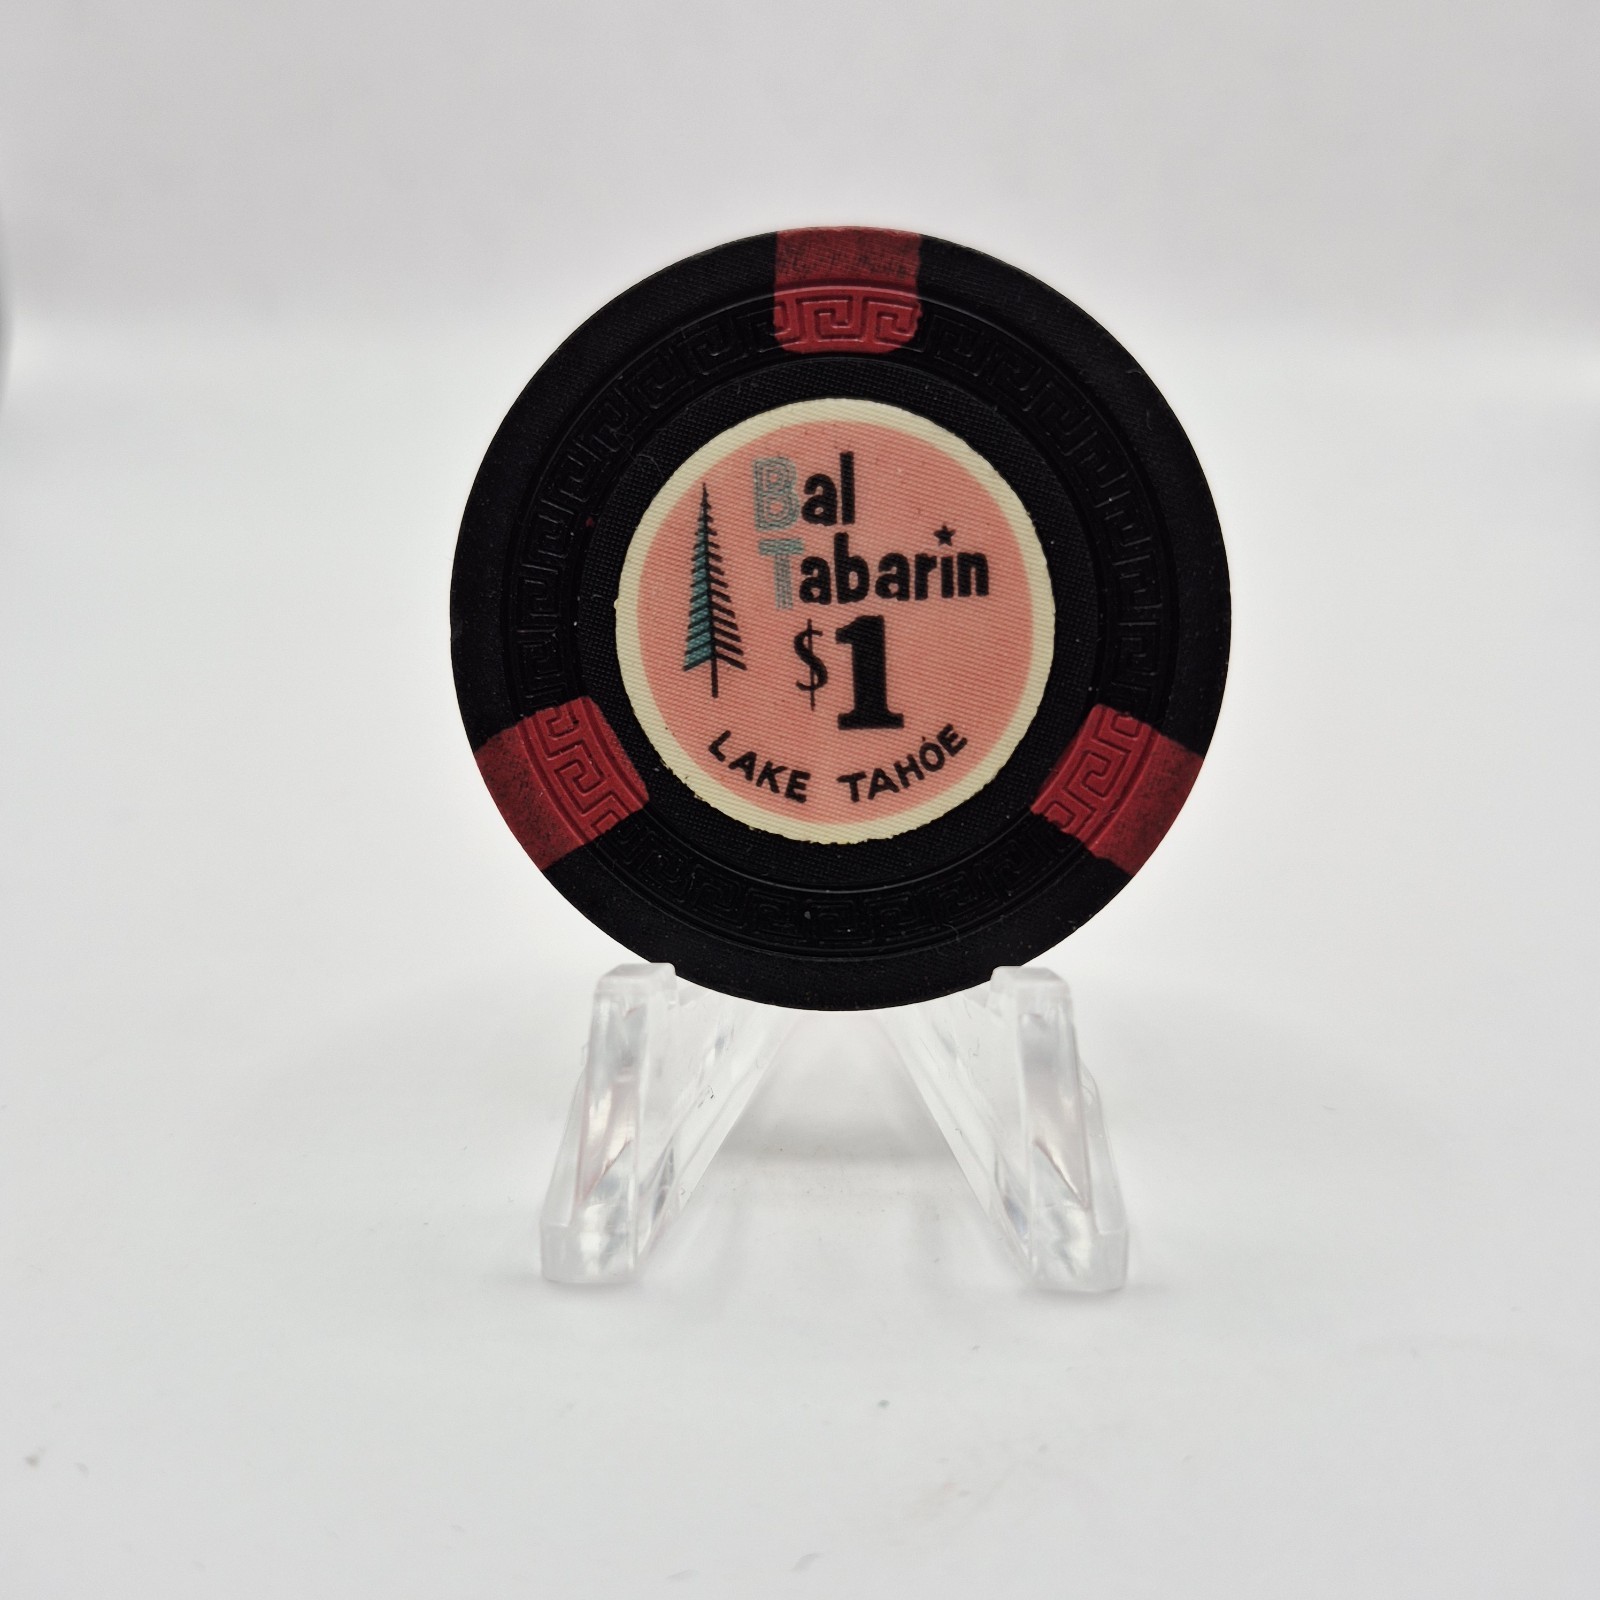 Bal
Tabarin
$1
LAKE TAHOE